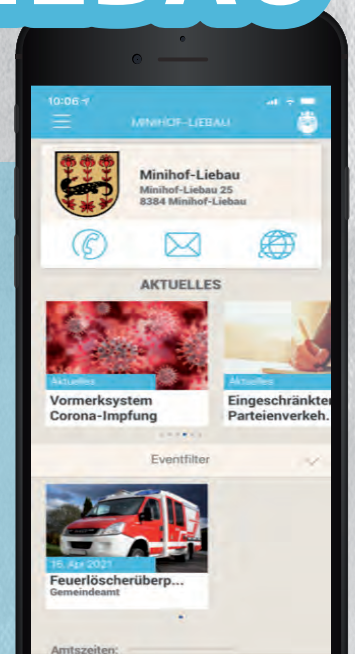 LIEBAU
10:06
MINIHOF-LIEBAU
Minihof-Liebau
Minihof-Liebau 25
8384 Minihof-Liebau
AKTUELLES
Aktuelles
Vormerksystem
Corona-Impfung
Aktuelles
Eingeschränkter
Parteienverkeh.
Eventfilter
16. Apr 2021
Feuerlöscherüberp...
Gemeindeamt
Amtszeiten: